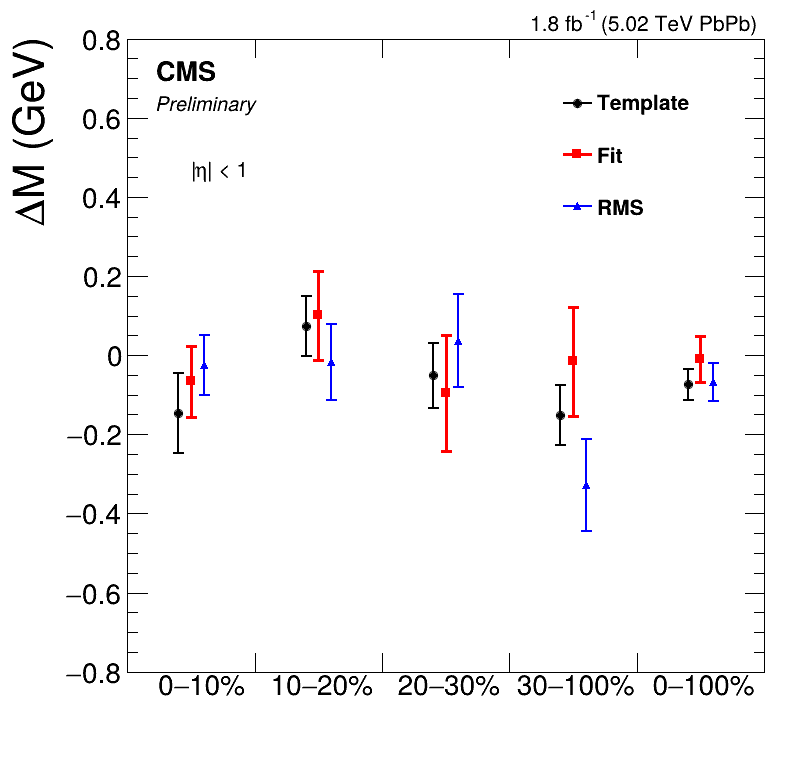 1.8 fb⁻¹ (5.02 TeV PbPb)
ΔM (GeV)
CMS
Preliminary
|η| < 1
Template
Fit
RMS
0.8
0.6
0.4
0.2
0
−0.2
−0.4
−0.6
−0.8
0−10% 10−20% 20−30% 30−100% 0−100%